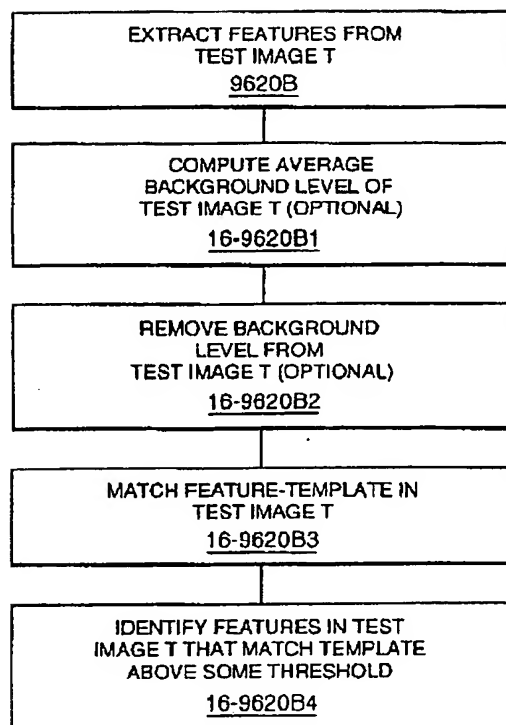 EXTRACT FEATURES FROM
TEST IMAGE T
9620B
COMPUTE AVERAGE
BACKGROUND LEVEL OF
TEST IMAGE T (OPTIONAL)
16-9620B1
REMOVE BACKGROUND
LEVEL FROM
TEST IMAGE T (OPTIONAL)
16-9620B2
MATCH FEATURE-TEMPLATE IN
TEST IMAGE T
16-9620B3
IDENTIFY FEATURES IN TEST
IMAGE T THAT MATCH TEMPLATE
ABOVE SOME THRESHOLD
16-9620B4